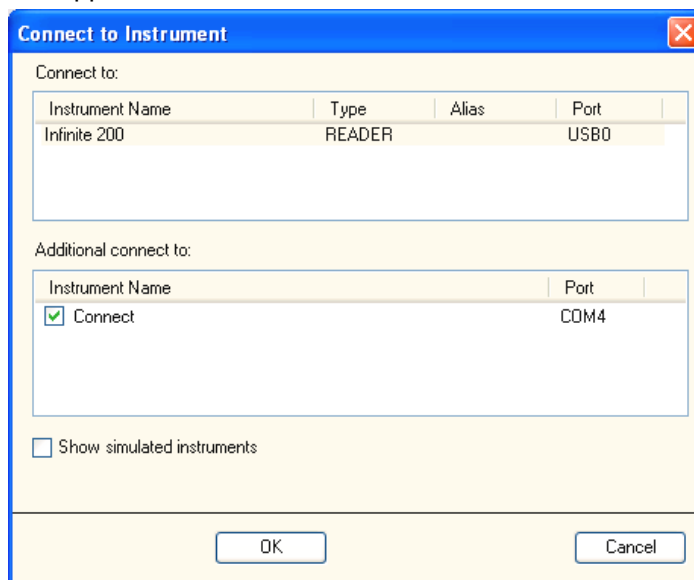 Connect to Instrument
Connect to:
Instrument Name Type Alias Port
Infinite 200 READER USB0
Additional connect to:
Instrument Name Port
Connect COM4
Show simulated instruments
OK Cancel